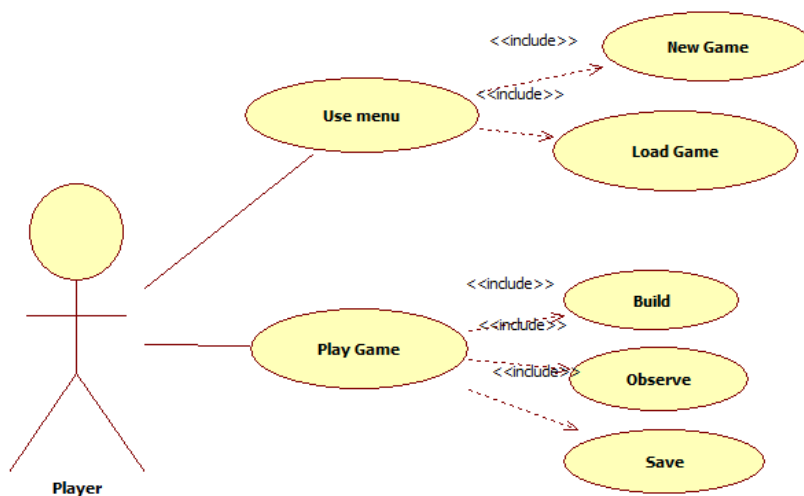 <<include>>
New Game
<<include>>
Use menu
Load Game
<<include>>
Build
<<include>>
Play Game
<<include>>
Observe
Save
Player